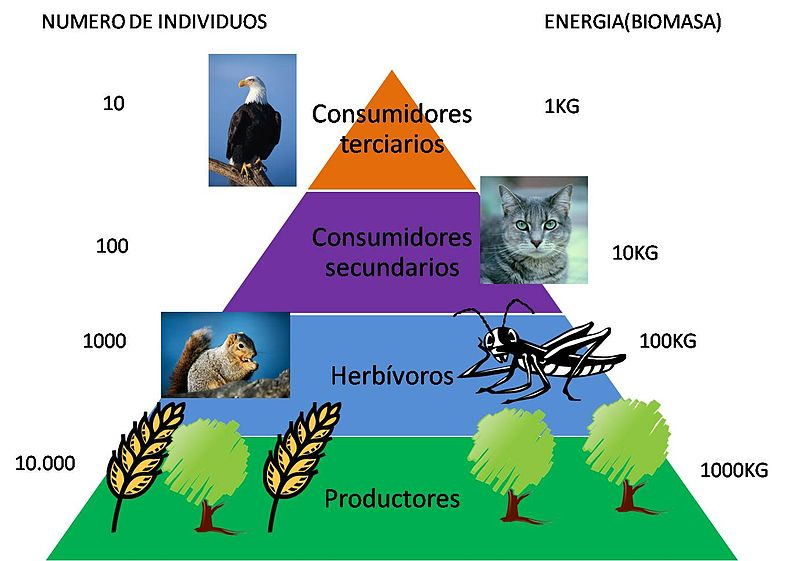 NUMERO DE INDIVIDUOS
ENERGIA(BIOMASA)
10
Consumidores
terciarios
1KG
100
Consumidores
secundarios
10KG
1000
Herbívoros
100KG
10.000
Productores
1000KG